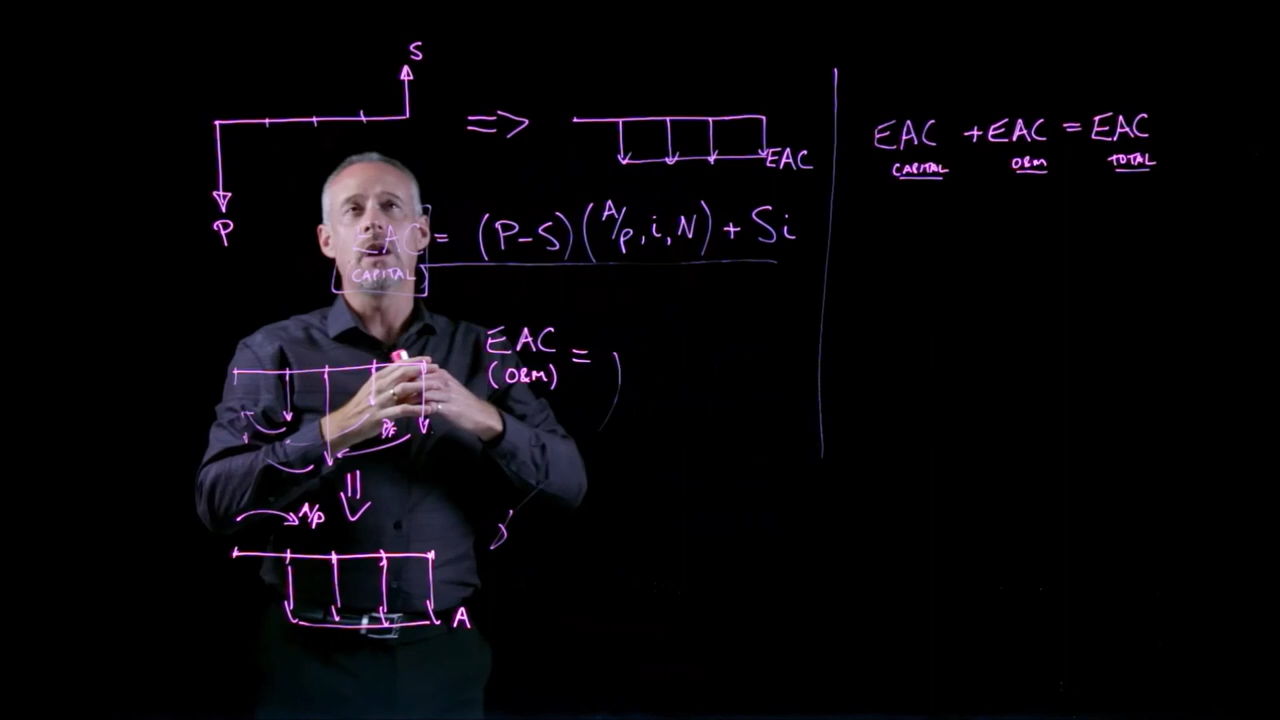 S
P
=>
EAC
EAC = (P-S)(A/P, i, N) + Si
CAPITAL
EAC =
(O&M)
P/F
A/P
A
EAC + EAC = EAC
CAPITAL O&M TOTAL